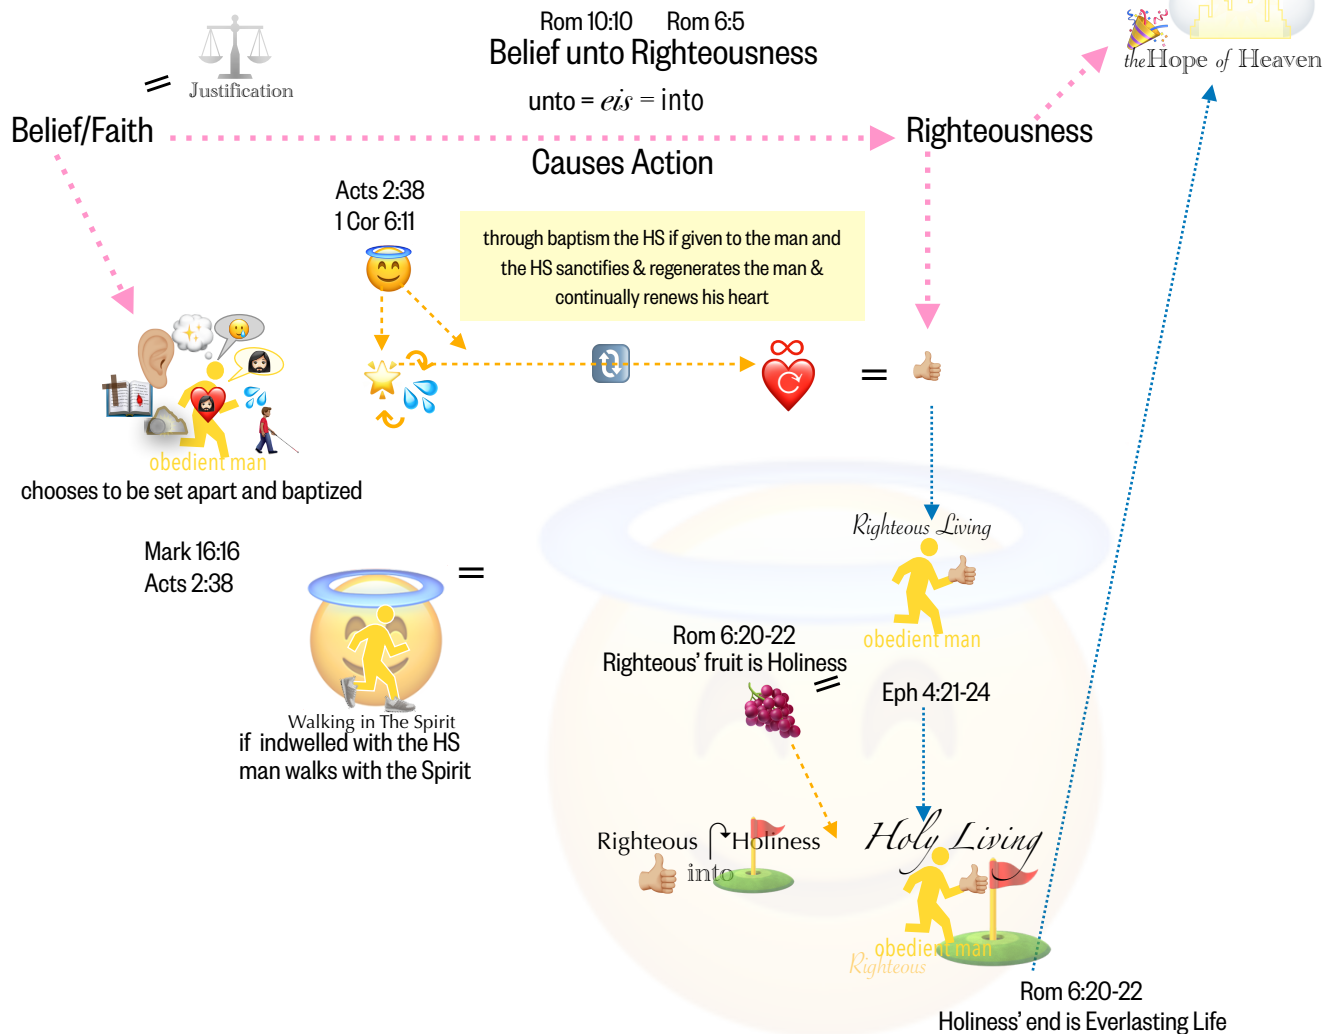 Rom 10:10 Rom 6:5
Belief unto Righteousness
unto = eis = into
= Justification
the Hope of Heaven
Belief/Faith
Righteousness
Causes Action
Acts 2:38
1 Cor 6:11
through baptism the HS if given to the man and
the HS sanctifies & regenerates the man &
continually renews his heart
=
obedient man
chooses to be set apart and baptized
Mark 16:16
Acts 2:38
=
Walking in The Spirit
if indwelled with the HS
man walks with the Spirit
Righteous Living
obedient man
Rom 6:20-22
Righteous' fruit is Holiness
=
Eph 4:21-24
Righteous Holiness
into
Holy Living
obedient man
Righteous
Rom 6:20-22
Holiness' end is Everlasting Life